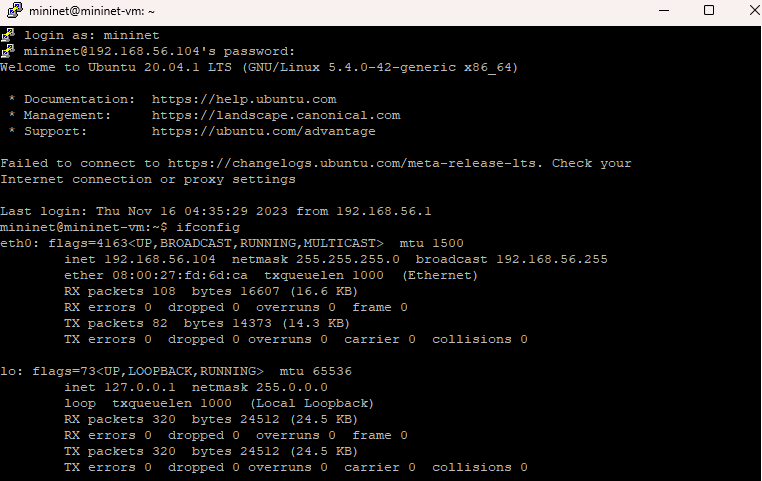 mininet@mininet-vm: ~
login as: mininet
mininet@192.168.56.104's password:
Welcome to Ubuntu 20.04.1 LTS (GNU/Linux 5.4.0-42-generic x86_64)
* Documentation:  https://help.ubuntu.com
* Management:     https://landscape.canonical.com
* Support:        https://ubuntu.com/advantage
Failed to connect to https://changelogs.ubuntu.com/meta-release-lts. Check your
Internet connection or proxy settings
Last login: Thu Nov 16 04:35:29 2023 from 192.168.56.1
mininet@mininet-vm:~$ ifconfig
eth0: flags=4163<UP,BROADCAST,RUNNING,MULTICAST>  mtu 1500
inet 192.168.56.104  netmask 255.255.255.0  broadcast 192.168.56.255
ether 08:00:27:fd:6d:ca  txqueuelen 1000  (Ethernet)
RX packets 108  bytes 16607 (16.6 KB)
RX errors 0  dropped 0  overruns 0  frame 0
TX packets 82  bytes 14373 (14.3 KB)
TX errors 0  dropped 0 overruns 0  carrier 0  collisions 0
lo: flags=73<UP,LOOPBACK,RUNNING>  mtu 65536
inet 127.0.0.1  netmask 255.0.0.0
loop  txqueuelen 1000  (Local Loopback)
RX packets 320  bytes 24512 (24.5 KB)
RX errors 0  dropped 0  overruns 0  frame 0
TX packets 320  bytes 24512 (24.5 KB)
TX errors 0  dropped 0 overruns 0  carrier 0  collisions 0